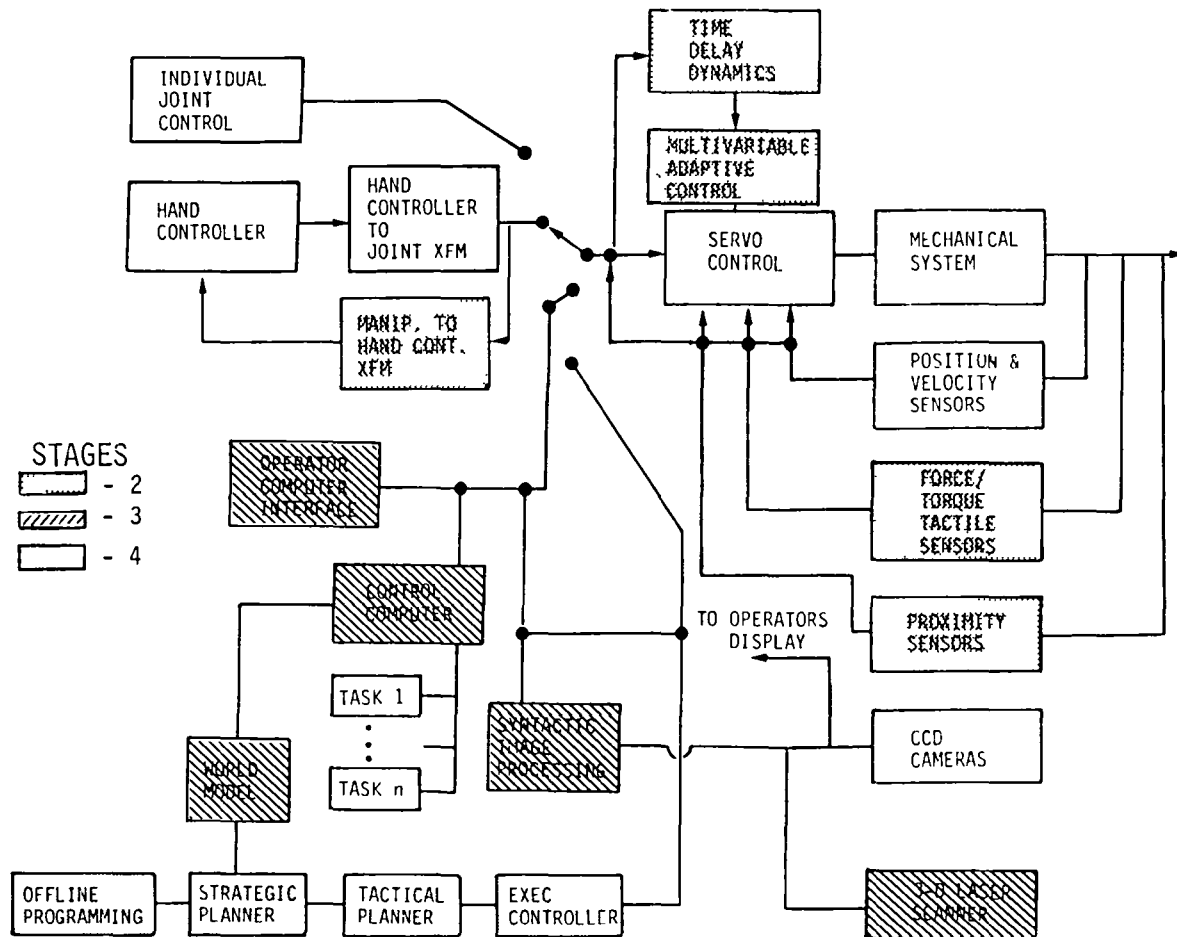 TIME
DELAY
DYNAMICS
INDIVIDUAL
JOINT
CONTROL
MULTIVARIABLE
ADAPTIVE
CONTROL
HAND
CONTROLLER
HAND
CONTROLLER
TO
JOINT XFM
SERVO
CONTROL
MECHANICAL
SYSTEM
MANIP. TO
HAND CONT.
XFM
POSITION &
VELOCITY
SENSORS
STAGES
- 2
- 3
- 4
OPERATOR
COMPUTER
INTERFACE
FORCE/
TORQUE
TACTILE
SENSORS
CONTROL
COMPUTER
TO OPERATORS
DISPLAY
PROXIMITY
SENSORS
TASK 1
TASK n
SYNTACTIC
IMAGE
PROCESSING
CCD
CAMERAS
WORLD
MODEL
OFFLINE
PROGRAMMING
STRATEGIC
PLANNER
TACTICAL
PLANNER
EXEC
CONTROLLER
3-D LASER
SCANNER